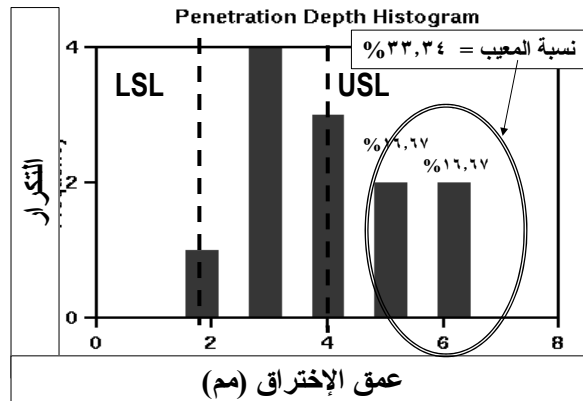 Penetration Depth Histogram
نسبة المعيب = ٣٣,٣٤%
4
LSL
USL
١٦,٦٧%
١٦,٦٧%
التكرار
2
0
0 2 4 6 8
عمق الإختراق (مم)